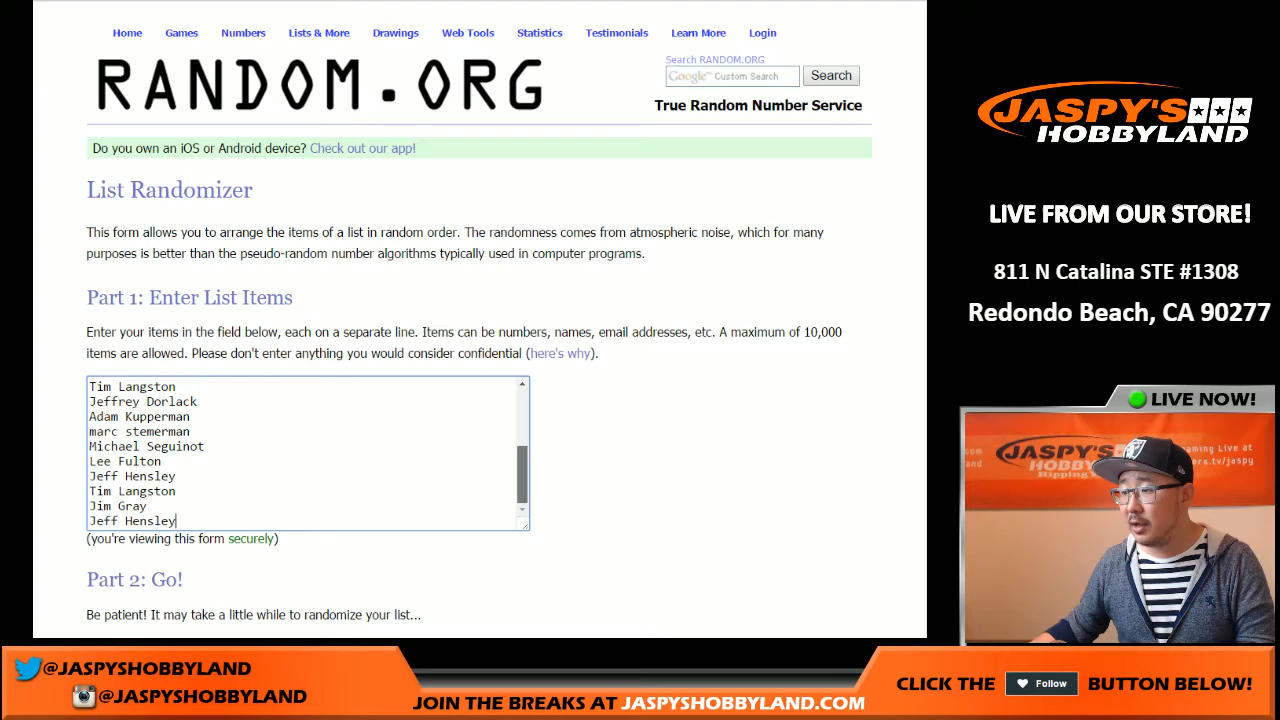 Home Games Numbers Lists & More Drawings Web Tools Statistics Testimonials Learn More Login
RANDOM.ORG
Search RANDOM.ORG
Google™ Custom Search Search
True Random Number Service
Do you own an iOS or Android device? Check out our app!
List Randomizer
This form allows you to arrange the items of a list in random order. The randomness comes from atmospheric noise, which for many
purposes is better than the pseudo-random number algorithms typically used in computer programs.
Part 1: Enter List Items
Enter your items in the field below, each on a separate line. Items can be numbers, names, email addresses, etc. A maximum of 10,000
items are allowed. Please don't enter anything you would consider confidential (here's why).
Tim Langston
Jeffrey Dorlack
Adam Kupperman
marc stemerman
Michael Seguinot
Lee Fulton
Jeff Hensley
Tim Langston
Jim Gray
Jeff Hensley
(you're viewing this form securely)
Part 2: Go!
Be patient! It may take a little while to randomize your list...
JASPY'S
HOBBYLAND
LIVE FROM OUR STORE!
811 N Catalina STE #1308
Redondo Beach, CA 90277
LIVE NOW!
JASPY'S
@JASPYSHOBBYLAND
@JASPYSHOBBYLAND
JOIN THE BREAKS AT JASPYSHOBBYLAND.COM
CLICK THE Follow BUTTON BELOW!